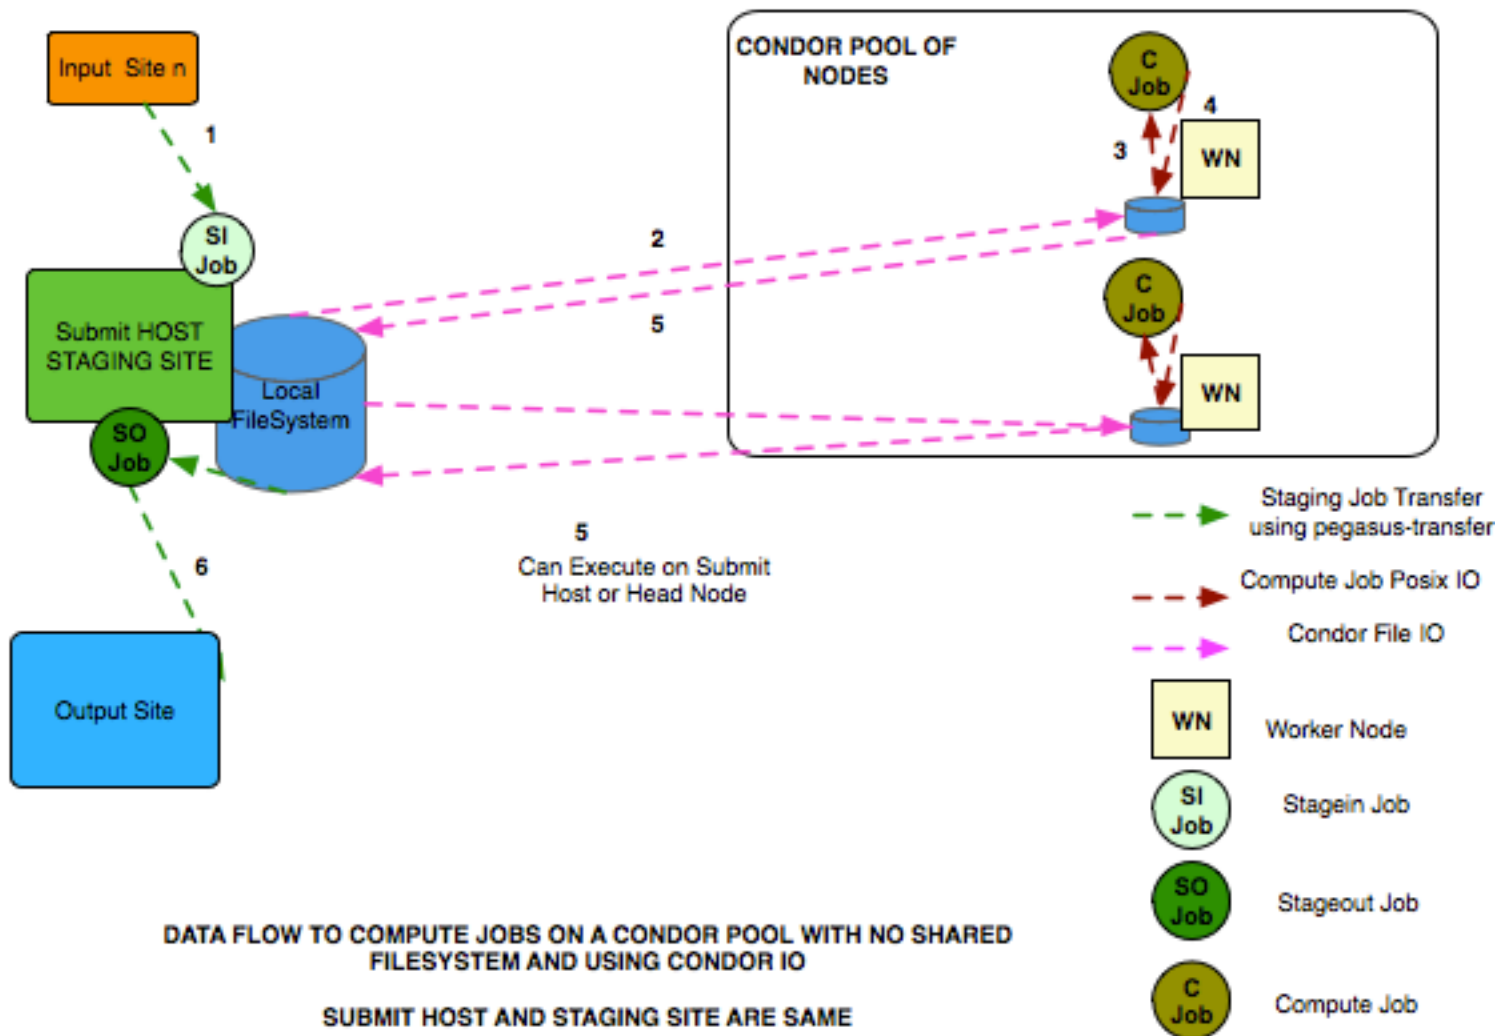 Input Site n
1
SI
Job
Submit HOST
STAGING SITE
Local
FileSystem
SO
Job
6
Output Site
2
5
5
Can Execute on Submit
Host or Head Node
CONDOR POOL OF
NODES
C
Job
4
3
WN
C
Job
WN
Staging Job Transfer
using pegasus-transfer
Compute Job Posix IO
Condor File IO
WN
Worker Node
SI
Job
Stagein Job
SO
Job
Stageout Job
C
Job
Compute Job
DATA FLOW TO COMPUTE JOBS ON A CONDOR POOL WITH NO SHARED
FILESYSTEM AND USING CONDOR IO
SUBMIT HOST AND STAGING SITE ARE SAME